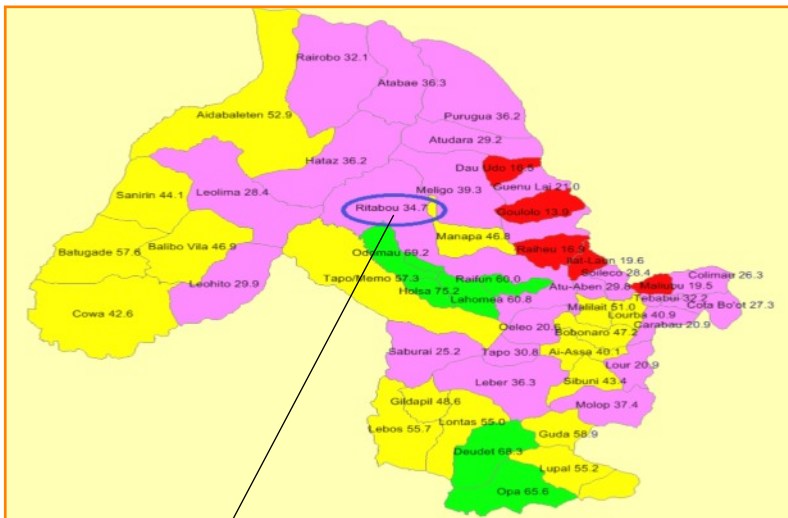 Rairobo 32.1
Atabae 36.3
Purugua 36.2
Aidabaleten 52.9
Atudara 29.2
Hataz 36.2
Dau Udo 16.5
Guenu Lai 21.0
Leolima 28.4
Meligo 39.3
Sanirin 44.1
Ritabou 34.7
Goulolo 13.9
Manapa 46.8
Balibo Vila 46.9
Batugade 57.6
Odomau 69.2
Raiheu 16.9
Jilat-Laun 19.6
Soileco 28.4
Colimau 26.3
Tapo/Memo 57.3
Raifun 60.0
Leohito 29.9
Holsa 75.2
Atu-Aben 29.8
Maliubu 19.5
Tebabui 32.2
Lahomea 60.8
Malilait 51.0
Cota Bo'ot 27.3
Cowa 42.6
Lourba 40.9
Oeleo 20.6
Bobonaro 47.2
Carabau 20.9
Saburai 25.2
Tapo 30.8
Ai-Assa 40.1
Lour 20.9
Leber 36.3
Sibuni 43.4
Gildapil 48.6
Molop 37.4
Lontas 55.0
Lebos 55.7
Guda 58.9
Deudet 68.3
Lupal 55.2
Opa 65.6